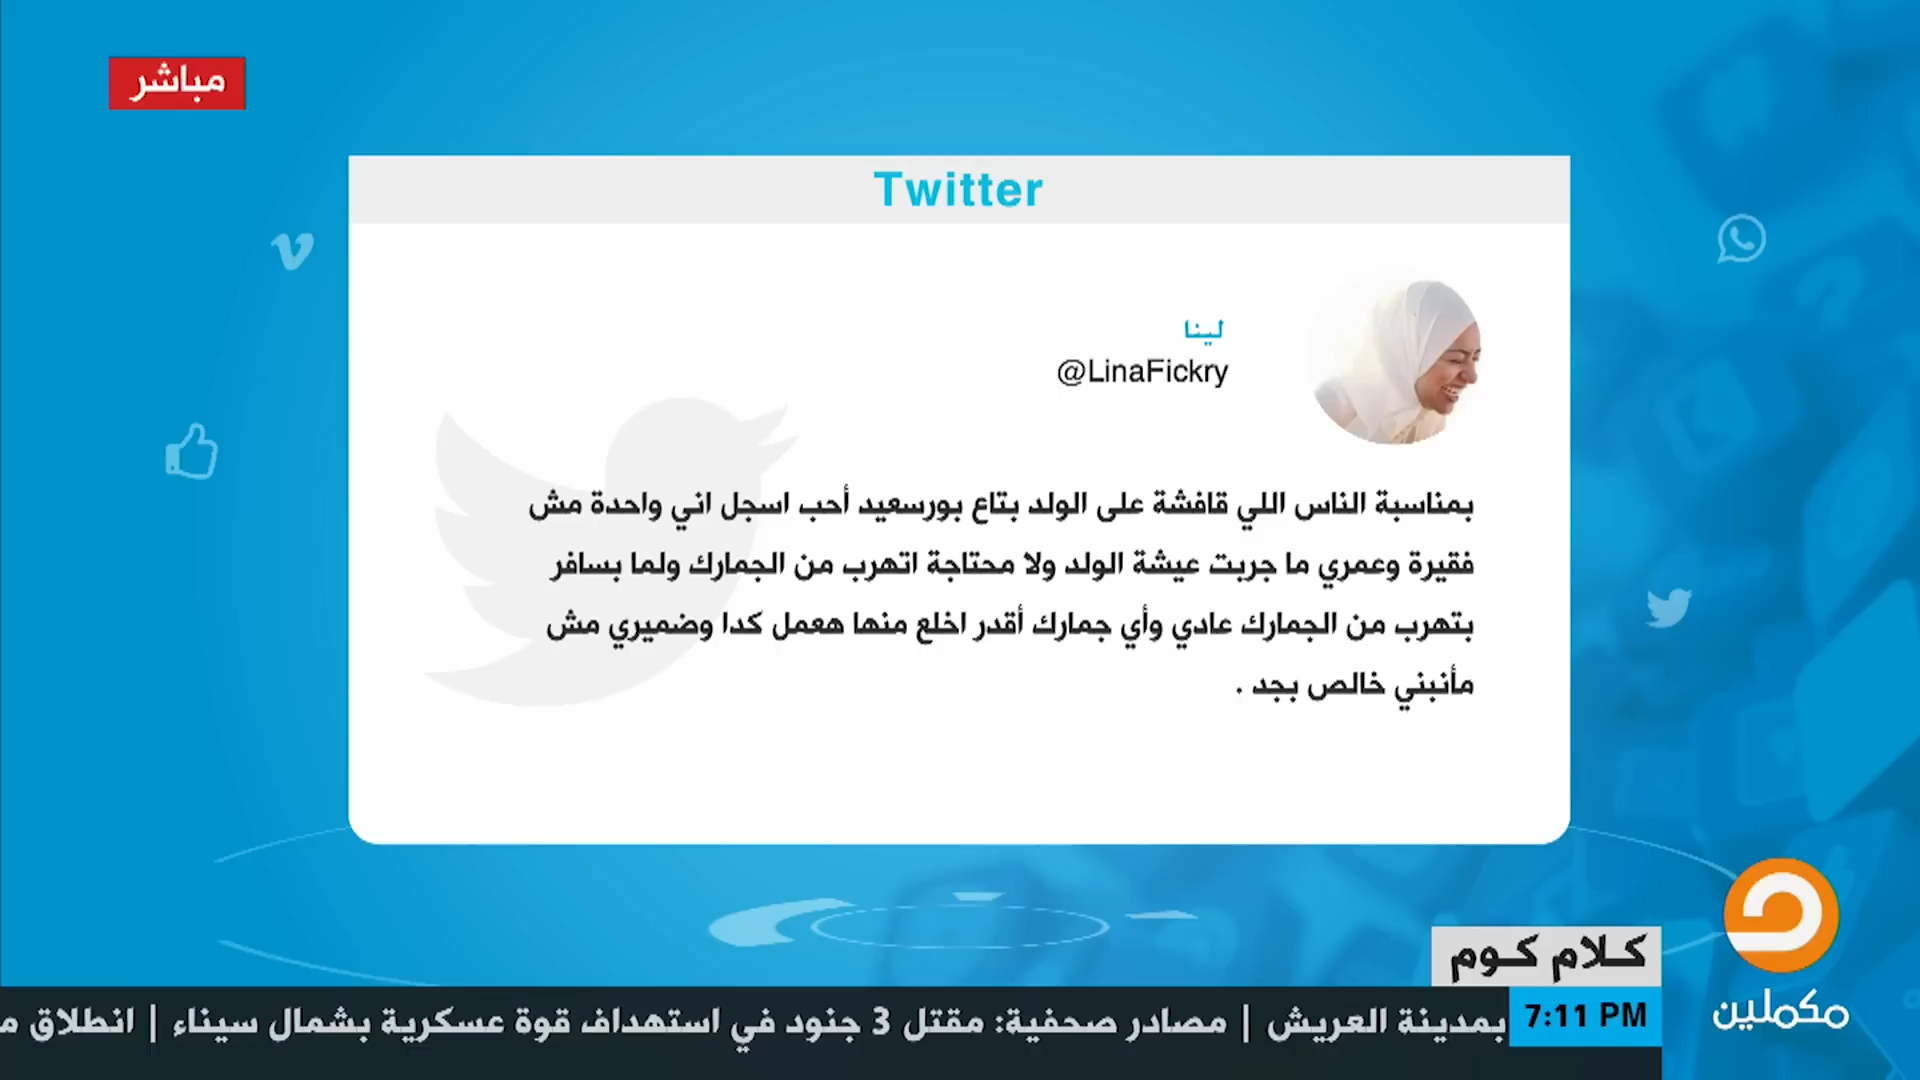 مباشر
Twitter
لينا
@LinaFickry
بمناسبة الناس اللي قافشة على الولد بتاع بورسعيد أحب اسجل اني واحدة مش
فقيرة وعمري ما جربت عيشة الولد ولا محتاجة اتهرب من الجمارك ولما بسافر
بتهرب من الجمارك عادي وأي جمارك أقدر اخلع منها هعمل كدا وضميري مش
مأنبني خالص بجد .
كلام كوم
مكملين
7:11 PM
بمدينة العريش | مصادر صحفية: مقتل 3 جنود في استهداف قوة عسكرية بشمال سيناء | انطلاق م